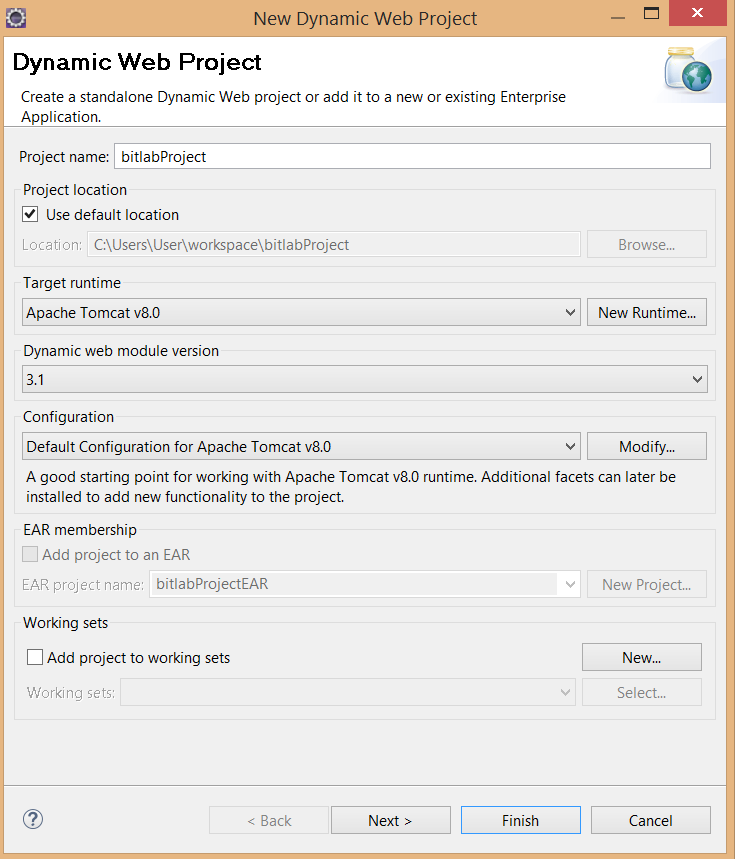 New Dynamic Web Project
Dynamic Web Project
Create a standalone Dynamic Web project or add it to a new or existing Enterprise
Application.
Project name: bitlabProject
Project location
Use default location
Location: C:\Users\User\workspace\bitlabProject Browse...
Target runtime
Apache Tomcat v8.0 New Runtime...
Dynamic web module version
3.1
Configuration
Default Configuration for Apache Tomcat v8.0 Modify...
A good starting point for working with Apache Tomcat v8.0 runtime. Additional facets can later be
installed to add new functionality to the project.
EAR membership
Add project to an EAR
EAR project name: bitlabProjectEAR New Project...
Working sets
Add project to working sets New...
Working sets: Select...
? < Back Next > Finish Cancel